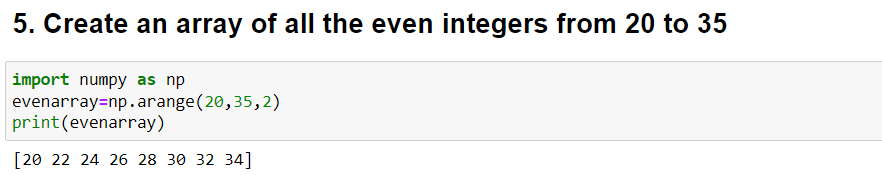 5. Create an array of all the even integers from 20 to 35
import numpy as np
evenarray=np.arange(20,35,2)
print(evenarray)
[20 22 24 26 28 30 32 34]